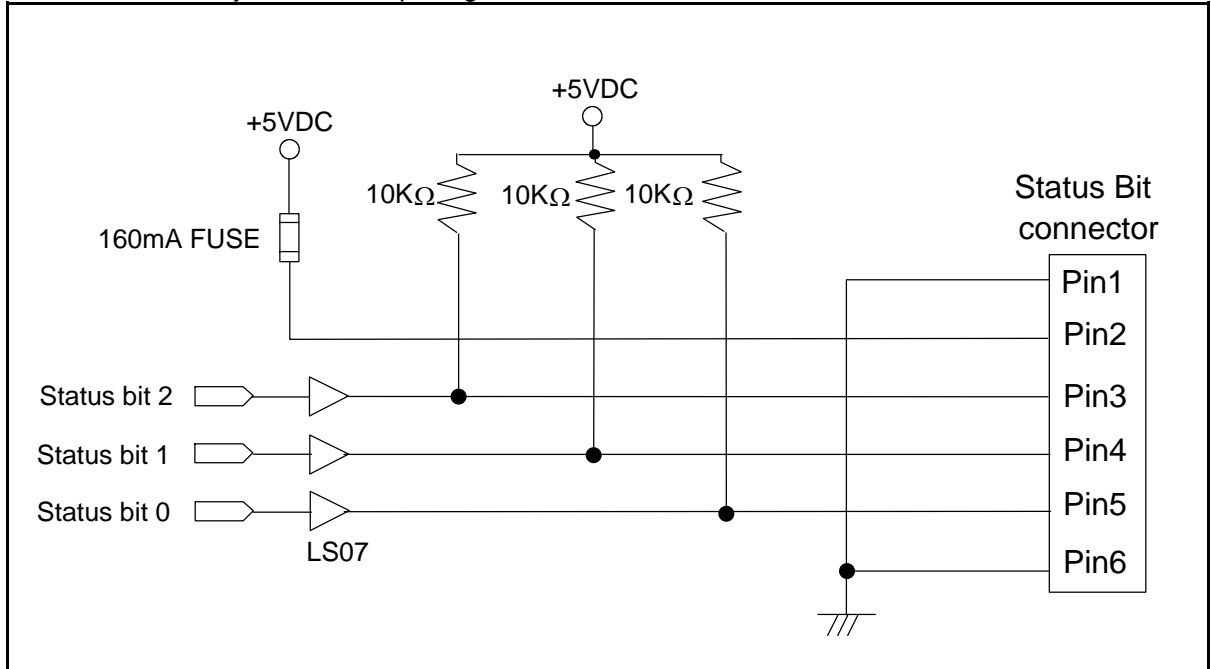 +5VDC
+5VDC
10KΩ
10KΩ
10KΩ
160mA FUSE
Status Bit
connector
Pin1
Pin2
Status bit 2
Pin3
Status bit 1
Pin4
Status bit 0
Pin5
LS07
Pin6